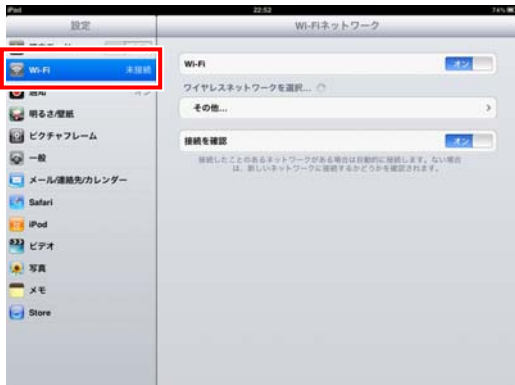 iPad
22:52
74%
設定
Wi-Fiネットワーク
Wi-Fi
未接続
通知
オン
明るさ/壁紙
ピクチャフレーム
一般
メール/連絡先/カレンダー
Safari
iPod
ビデオ
写真
メモ
Store
Wi-Fi
オン
ワイヤレスネットワークを選択...
その他...
接続を確認
オン
接続したことのあるネットワークがある場合は自動的に接続します。ない場合
は、新しいネットワークに接続するかどうかを確認されます。